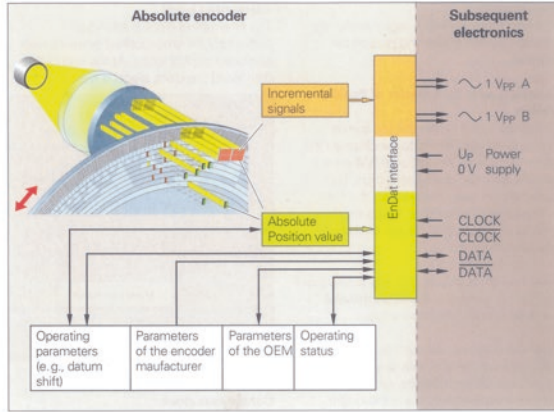 Absolute encoder
Subsequent
electronics
Incremental
signals
EnDat interface
1 VPP A
1 VPP B
UP Power
0 V supply
Absolute
Position value
CLOCK
CLOCK
DATA
DATA
Operating
parameters
(e.g., datum
shift)
Parameters
of the encoder
maufacturer
Parameters
of the OEM
Operating
status